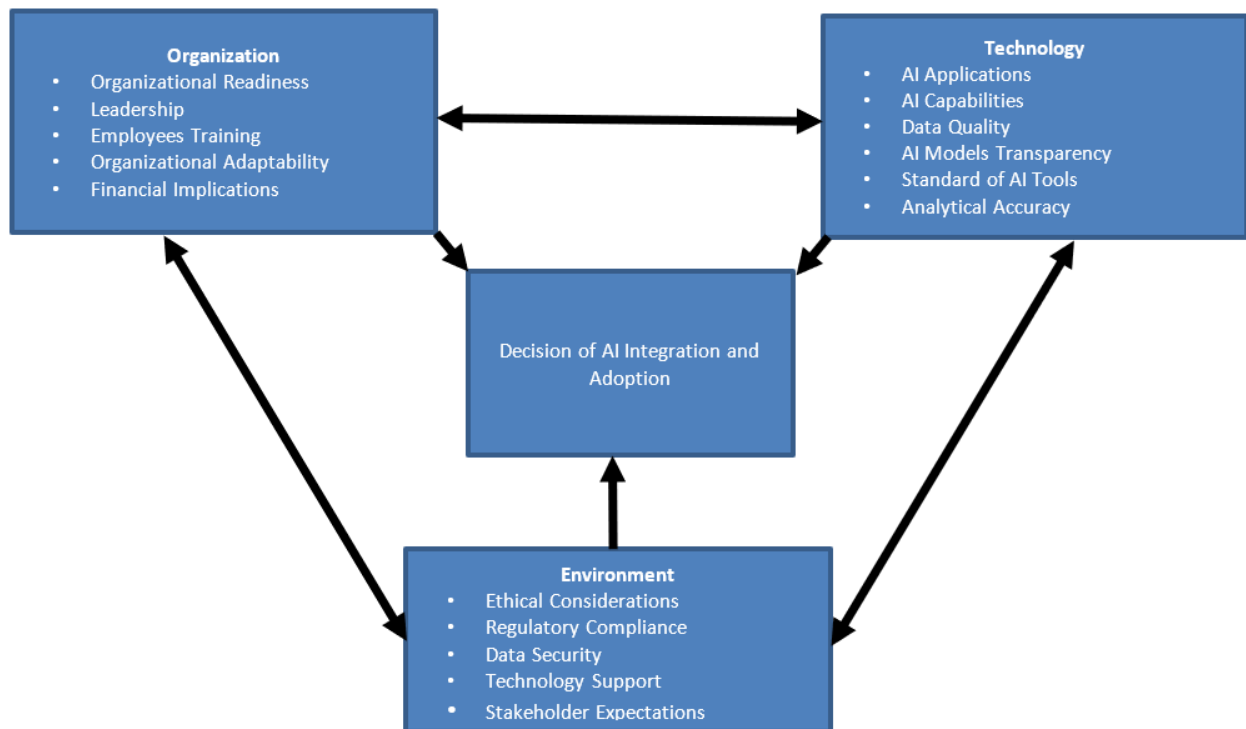 Organization
• Organizational Readiness
• Leadership
• Employees Training
• Organizational Adaptability
• Financial Implications
Technology
• AI Applications
• AI Capabilities
• Data Quality
• AI Models Transparency
• Standard of AI Tools
• Analytical Accuracy
Decision of AI Integration and
Adoption
Environment
• Ethical Considerations
• Regulatory Compliance
• Data Security
• Technology Support
• Stakeholder Expectations